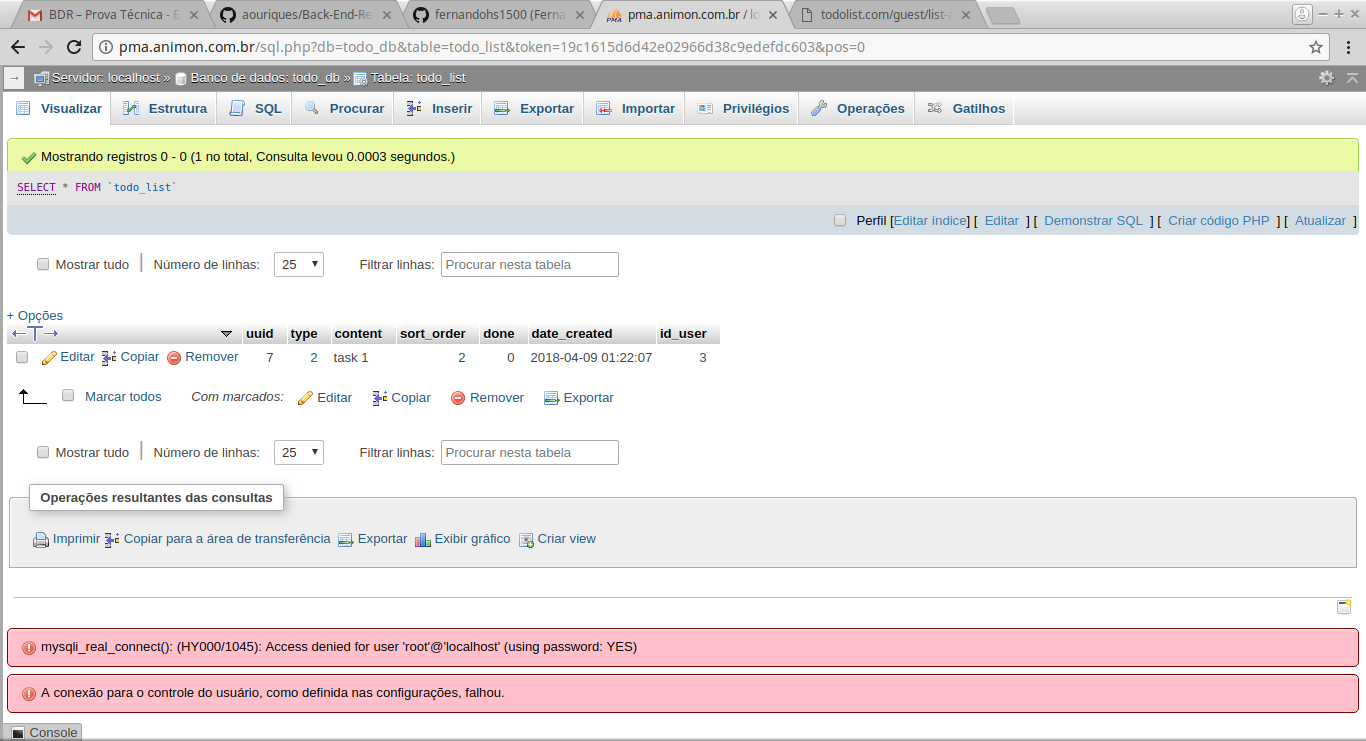 BDR – Prova Técnica - E
aouriques/Back-End-Re
fernandohs1500 (Ferna
pma.animon.com.br / lo
todolist.com/guest/list-a
pma.animon.com.br/sql.php?db=todo_db&table=todo_list&token=19c1615d6d42e02966d38c9edefdc603&pos=0
Servidor: localhost » Banco de dados: todo_db » Tabela: todo_list
Visualizar Estrutura SQL Procurar Inserir Exportar Importar Privilégios Operações Gatilhos
Mostrando registros 0 - 0 (1 no total, Consulta levou 0.0003 segundos.)
SELECT * FROM `todo_list`
Perfil [Editar índice] [ Editar ] [ Demonstrar SQL ] [ Criar código PHP ] [ Atualizar ]
Mostrar tudo | Número de linhas: 25 Filtrar linhas: Procurar nesta tabela
+ Opções
uuid type content sort_order done date_created id_user
Editar Copiar Remover 7 2 task 1 2 0 2018-04-09 01:22:07 3
Marcar todos Com marcados: Editar Copiar Remover Exportar
Mostrar tudo | Número de linhas: 25 Filtrar linhas: Procurar nesta tabela
Operações resultantes das consultas
Imprimir Copiar para a área de transferência Exportar Exibir gráfico Criar view
mysqli_real_connect(): (HY000/1045): Access denied for user 'root'@'localhost' (using password: YES)
A conexão para o controle do usuário, como definida nas configurações, falhou.
Console